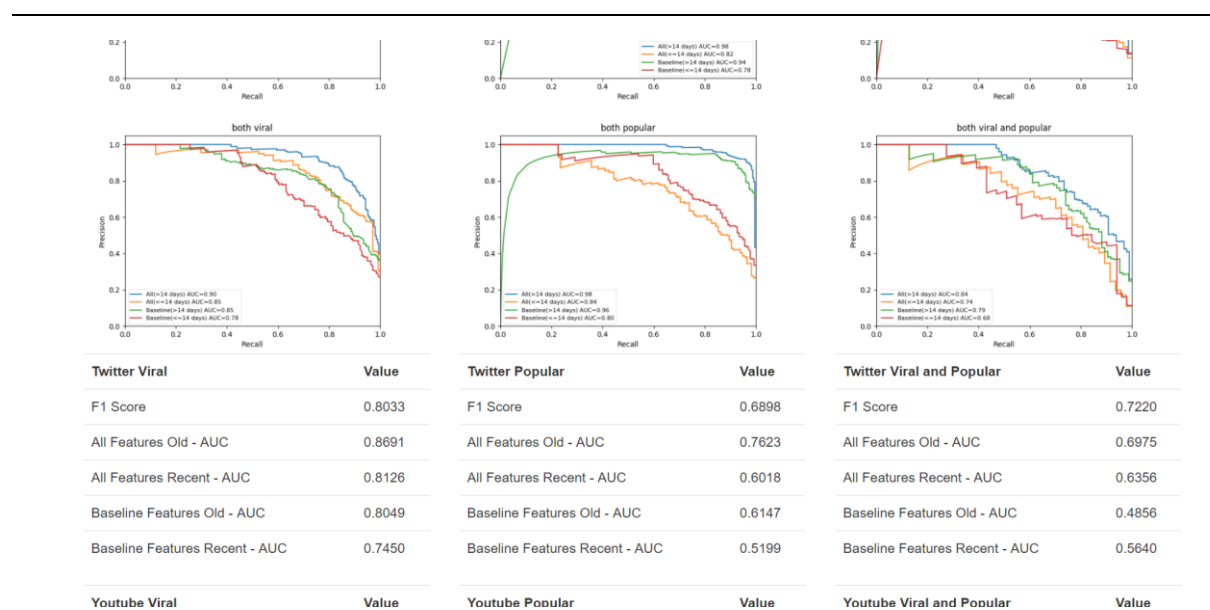 0.2
0.0
0.0 0.2 0.4 0.6 0.8 1.0
Recall
0.2
0.0
All(>14 days) AUC=0.98
All(<=14 days) AUC=0.82
Baseline(>14 days) AUC=0.94
Baseline(<=14 days) AUC=0.78
0.0 0.2 0.4 0.6 0.8 1.0
Recall
0.2
0.0
0.0 0.2 0.4 0.6 0.8 1.0
Recall
both viral
Precision
1.0
0.8
0.6
0.4
0.2
0.0
All(>14 days) AUC=0.90
All(<=14 days) AUC=0.85
Baseline(>14 days) AUC=0.85
Baseline(<=14 days) AUC=0.78
0.0 0.2 0.4 0.6 0.8 1.0
Recall
both popular
Precision
1.0
0.8
0.6
0.4
0.2
0.0
All(>14 days) AUC=0.98
All(<=14 days) AUC=0.84
Baseline(>14 days) AUC=0.96
Baseline(<=14 days) AUC=0.80
0.0 0.2 0.4 0.6 0.8 1.0
Recall
both viral and popular
Precision
1.0
0.8
0.6
0.4
0.2
0.0
All(>14 days) AUC=0.84
All(<=14 days) AUC=0.74
Baseline(>14 days) AUC=0.79
Baseline(<=14 days) AUC=0.68
0.0 0.2 0.4 0.6 0.8 1.0
Recall
Twitter Viral Value
F1 Score 0.8033
All Features Old - AUC 0.8691
All Features Recent - AUC 0.8126
Baseline Features Old - AUC 0.8049
Baseline Features Recent - AUC 0.7450
Twitter Popular Value
F1 Score 0.6898
All Features Old - AUC 0.7623
All Features Recent - AUC 0.6018
Baseline Features Old - AUC 0.6147
Baseline Features Recent - AUC 0.5199
Twitter Viral and Popular Value
F1 Score 0.7220
All Features Old - AUC 0.6975
All Features Recent - AUC 0.6356
Baseline Features Old - AUC 0.4856
Baseline Features Recent - AUC 0.5640
Youtube Viral Value
Youtube Popular Value
Youtube Viral and Popular Value